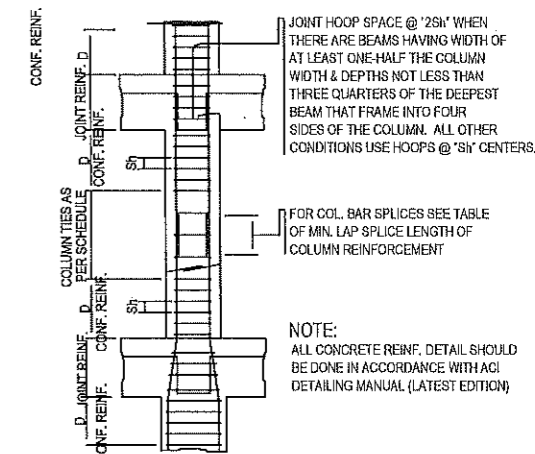 JOINT HOOP SPACE @ "2Sh" WHEN
THERE ARE BEAMS HAVING WIDTH OF
AT LEAST ONE-HALF THE COLUMN
WIDTH & DEPTHS NOT LESS THAN
THREE QUARTERS OF THE DEEPEST
BEAM THAT FRAME INTO FOUR
SIDES OF THE COLUMN. ALL OTHER
CONDITIONS USE HOOPS @ "Sh" CENTERS.
FOR COL. BAR SPLICES SEE TABLE
OF MIN. LAP SPLICE LENGTH OF
COLUMN REINFORCEMENT
NOTE:
ALL CONCRETE REINF. DETAIL SHOULD
BE DONE IN ACCORDANCE WITH ACI
DETAILING MANUAL (LATEST EDITION)
CONF. REINF.
D
JOINT REINF.
D
CONF. REINF.
Sh
COLUMN TIES AS
PER SCHEDULE
Sh
D
CONF. REINF.
JOINT REINF.
D
ONF. REINF.